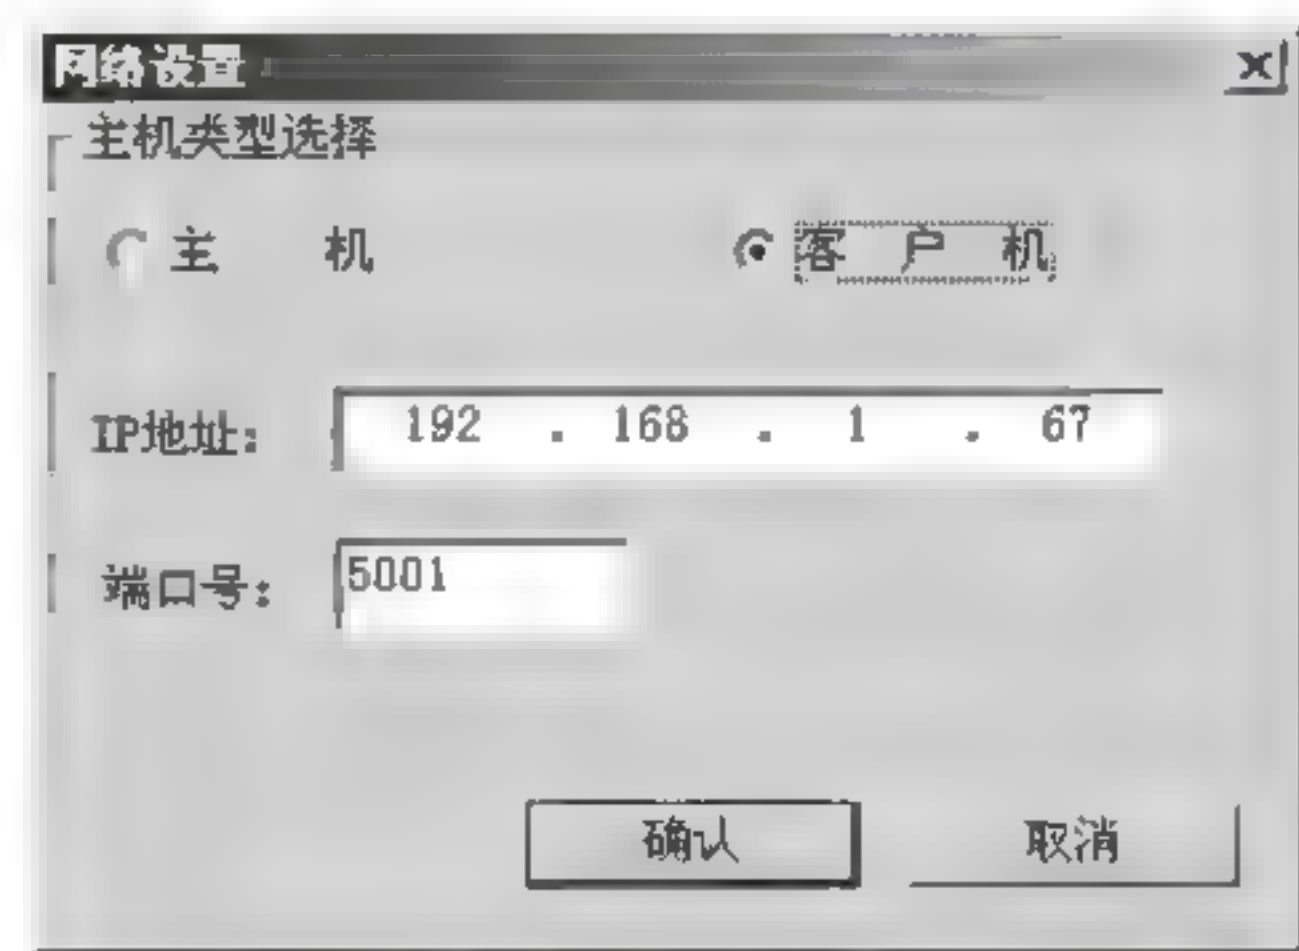 网络设置
主机类型选择
主 机 客 户 机
IP地址: 192 . 168 . 1 . 67
端口号: 5001
确认 取消